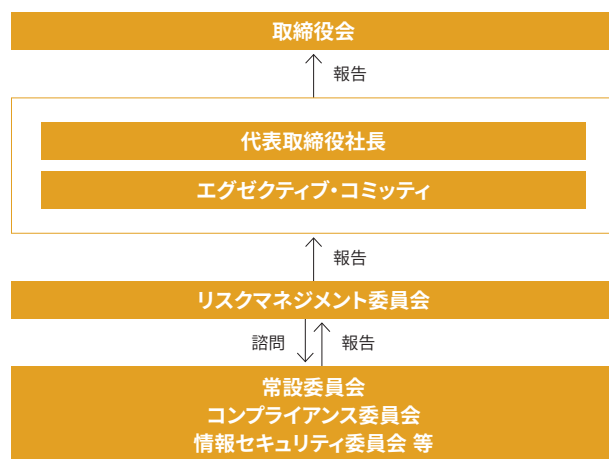 取締役会
報告
代表取締役社長
エグゼクティブ・コミッティ
報告
リスクマネジメント委員会
諮問
報告
常設委員会
コンプライアンス委員会
情報セキュリティ委員会 等